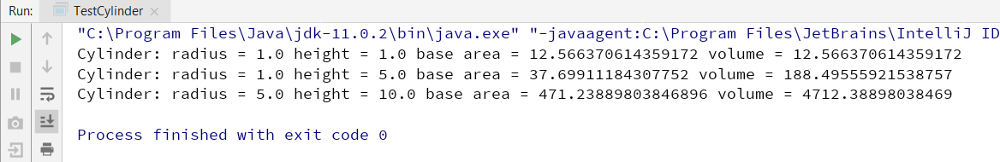 Run: TestCylinder
"C:\Program Files\Java\jdk-11.0.2\bin\java.exe" "-javaagent:C:\Program Files\JetBrains\IntelliJ ID
Cylinder: radius = 1.0 height = 1.0 base area = 12.566370614359172 volume = 12.566370614359172
Cylinder: radius = 1.0 height = 5.0 base area = 37.69911184307752 volume = 188.49555921538757
Cylinder: radius = 5.0 height = 10.0 base area = 471.23889803846896 volume = 4712.38898038469
Process finished with exit code 0